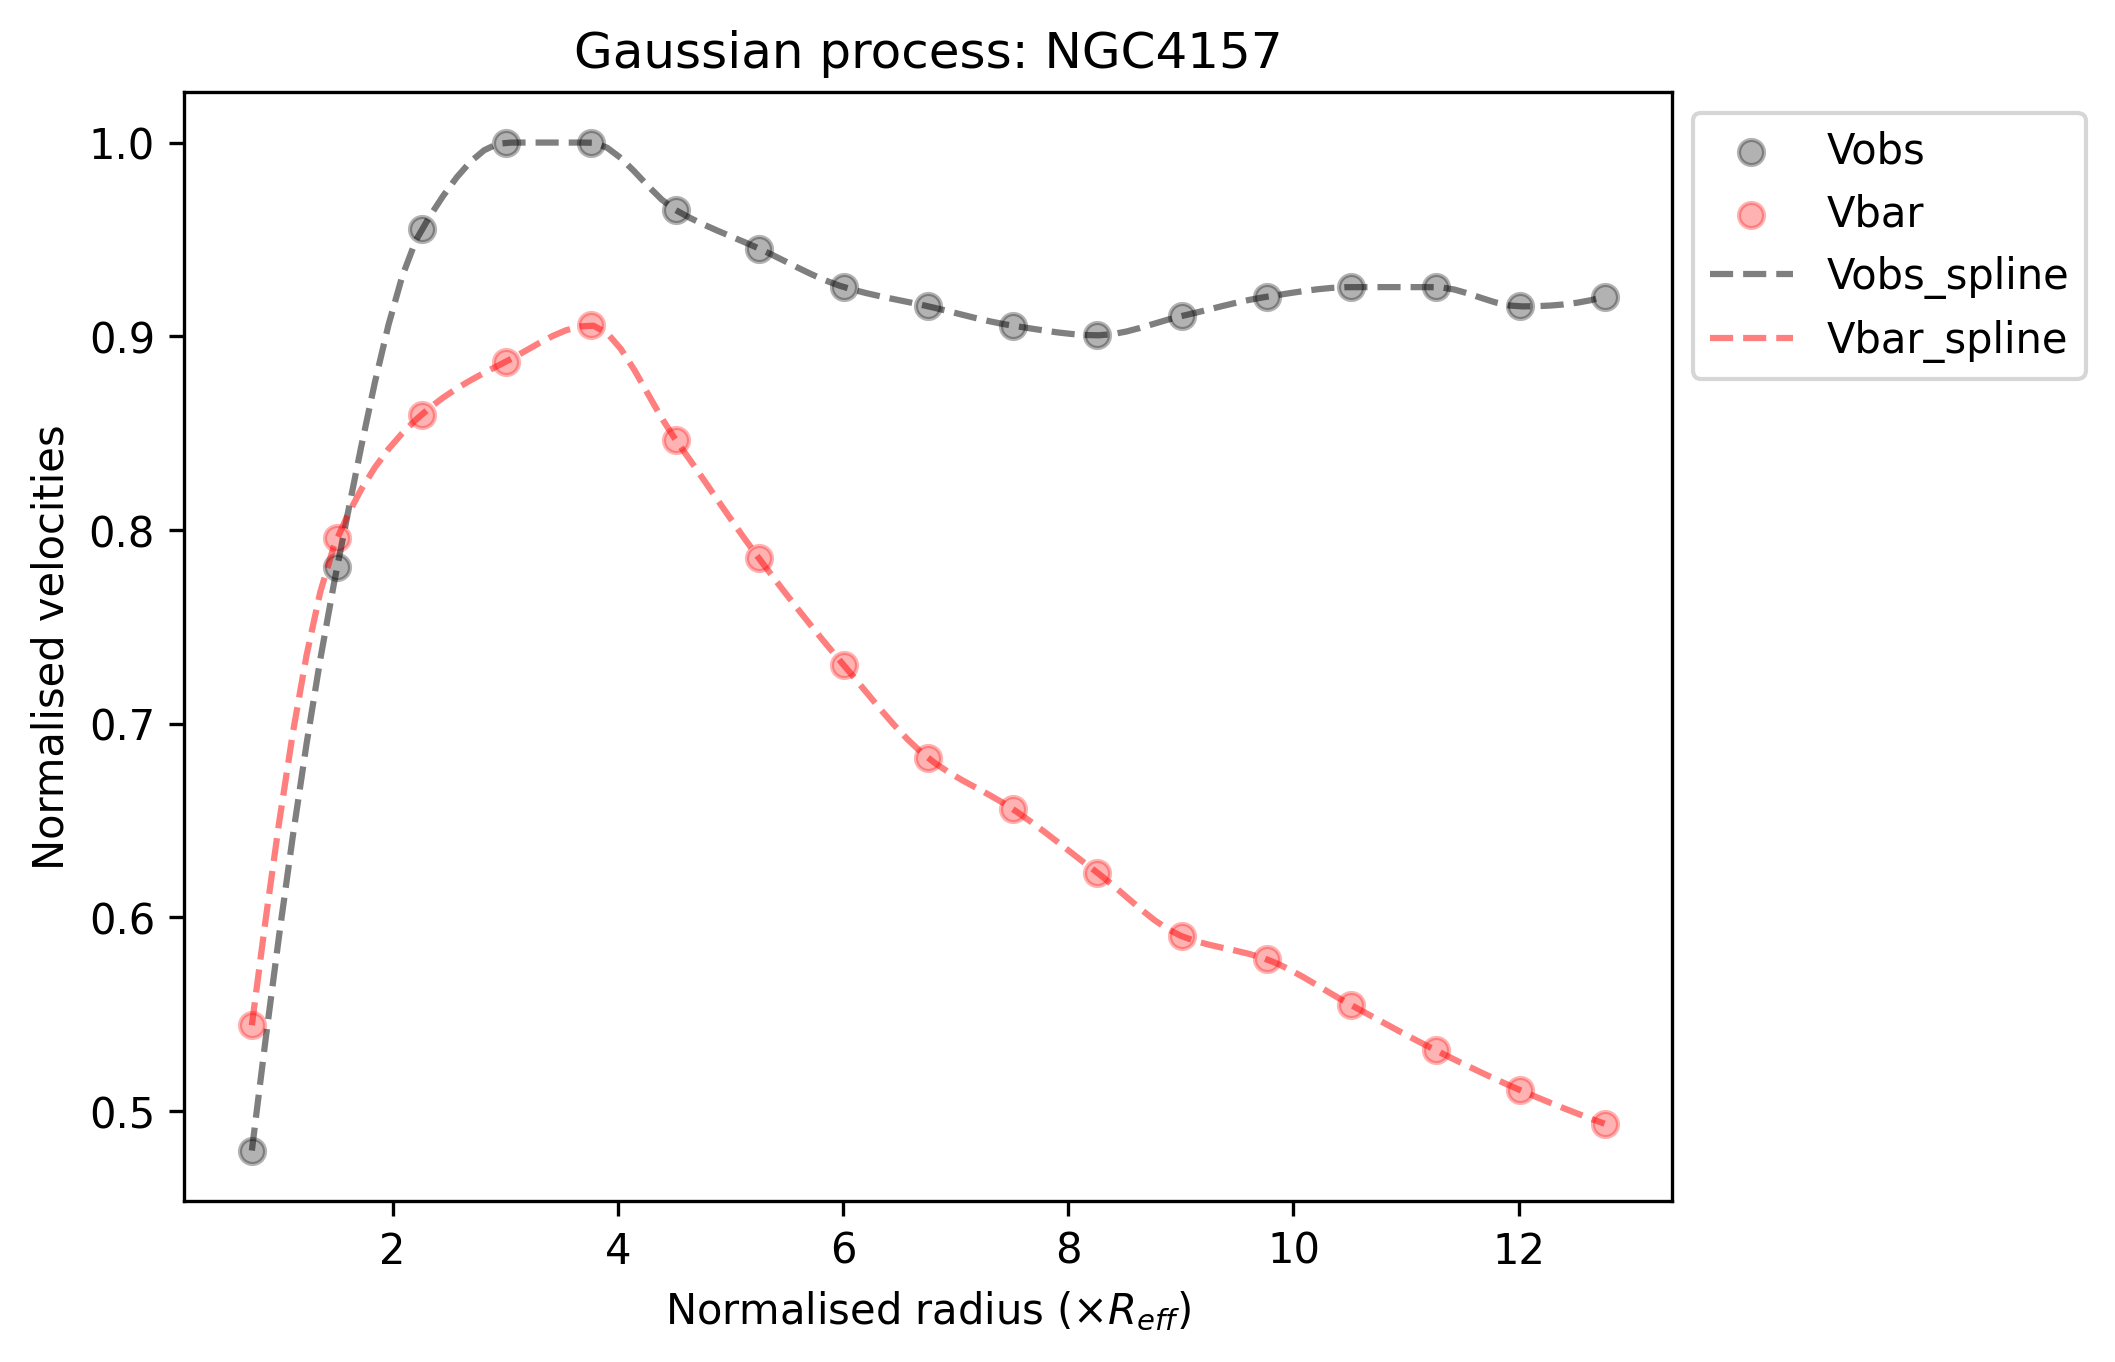 Gaussian process: NGC4157
Normalised velocities
1.0
0.9
0.8
0.7
0.6
0.5
2 4 6 8 10 12
Normalised radius (×R_eff)
Vobs
Vbar
Vobs_spline
Vbar_spline